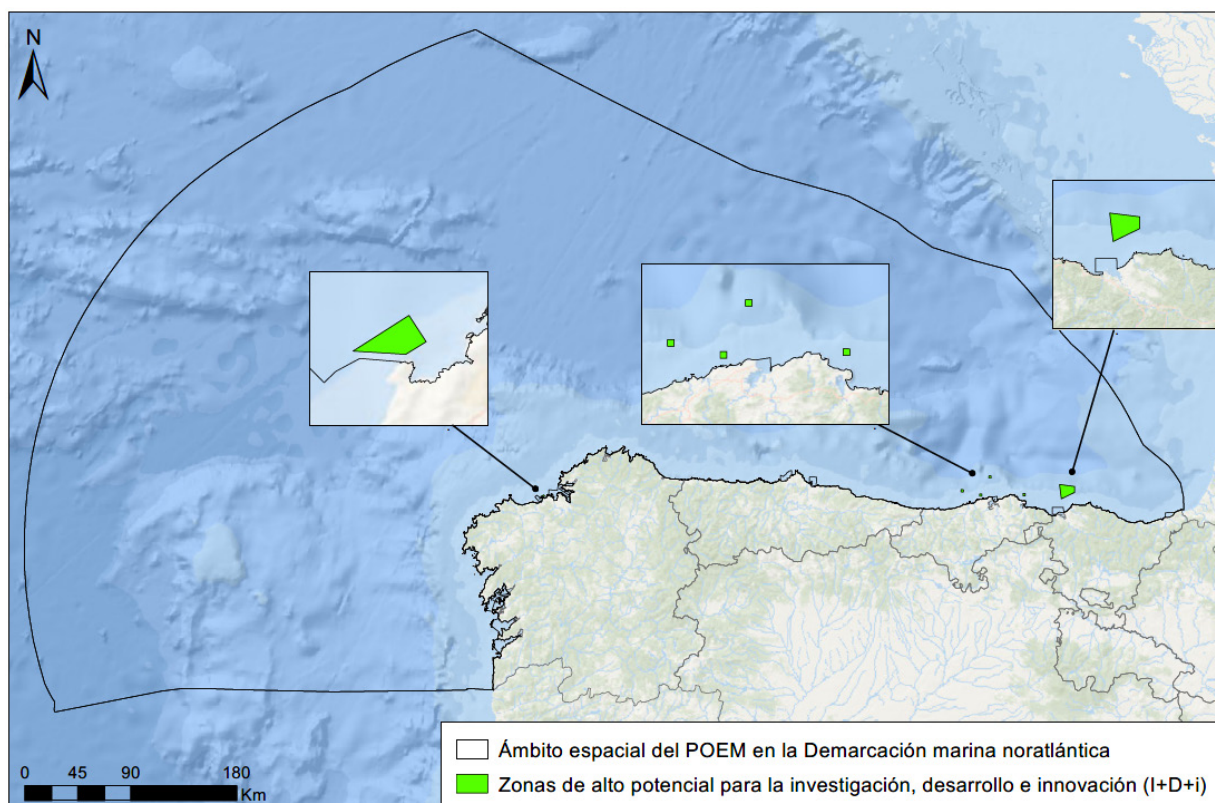 N
Ámbito espacial del POEM en la Demarcación marina noratlántica
Zonas de alto potencial para la investigación, desarrollo e innovación (I+D+i)
0 45 90 180
Km